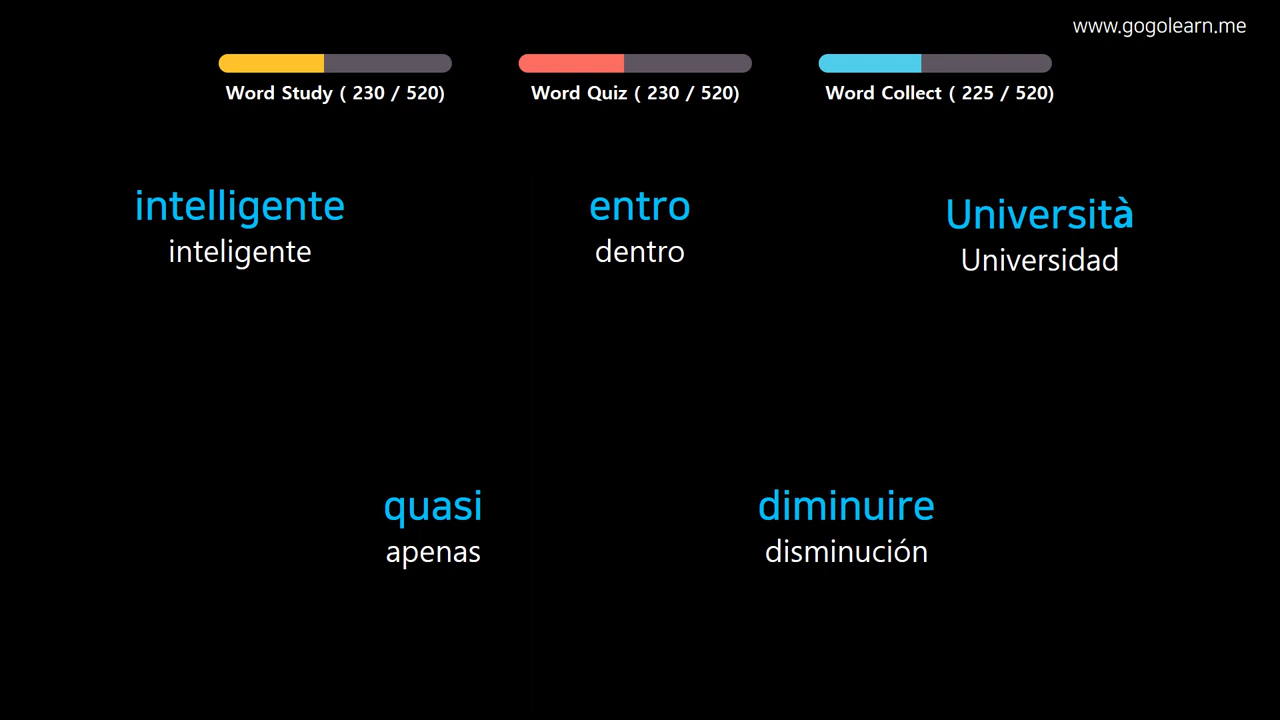 www.gogolearn.me
Word Study ( 230 / 520)
Word Quiz ( 230 / 520)
Word Collect ( 225 / 520)
intelligente
inteligente
entro
dentro
Università
Universidad
quasi
apenas
diminuire
disminución